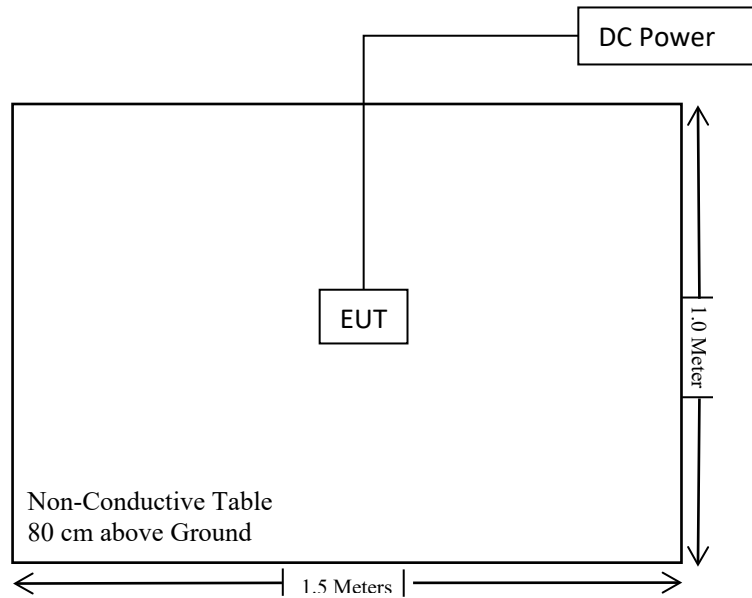 DC Power
EUT
1.0 Meter
Non-Conductive Table
80 cm above Ground
1.5 Meters